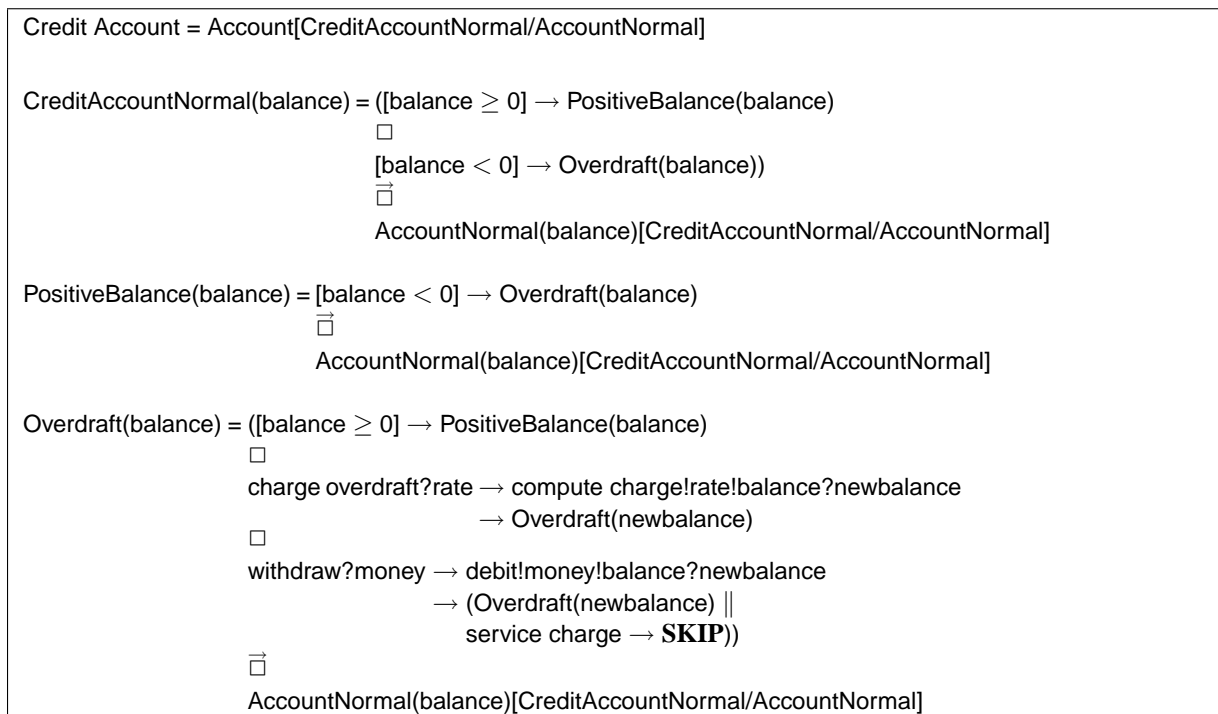 Credit Account = Account[CreditAccountNormal/AccountNormal]
CreditAccountNormal(balance) = ([balance ≥ 0] → PositiveBalance(balance)
□
[balance < 0] → Overdraft(balance))
□⃗
AccountNormal(balance)[CreditAccountNormal/AccountNormal]
PositiveBalance(balance) = [balance < 0] → Overdraft(balance)
□⃗
AccountNormal(balance)[CreditAccountNormal/AccountNormal]
Overdraft(balance) = ([balance ≥ 0] → PositiveBalance(balance)
□
charge overdraft?rate → compute charge!rate!balance?newbalance
→ Overdraft(newbalance)
□
withdraw?money → debit!money!balance?newbalance
→ (Overdraft(newbalance) ∥
service charge → SKIP))
□⃗
AccountNormal(balance)[CreditAccountNormal/AccountNormal]